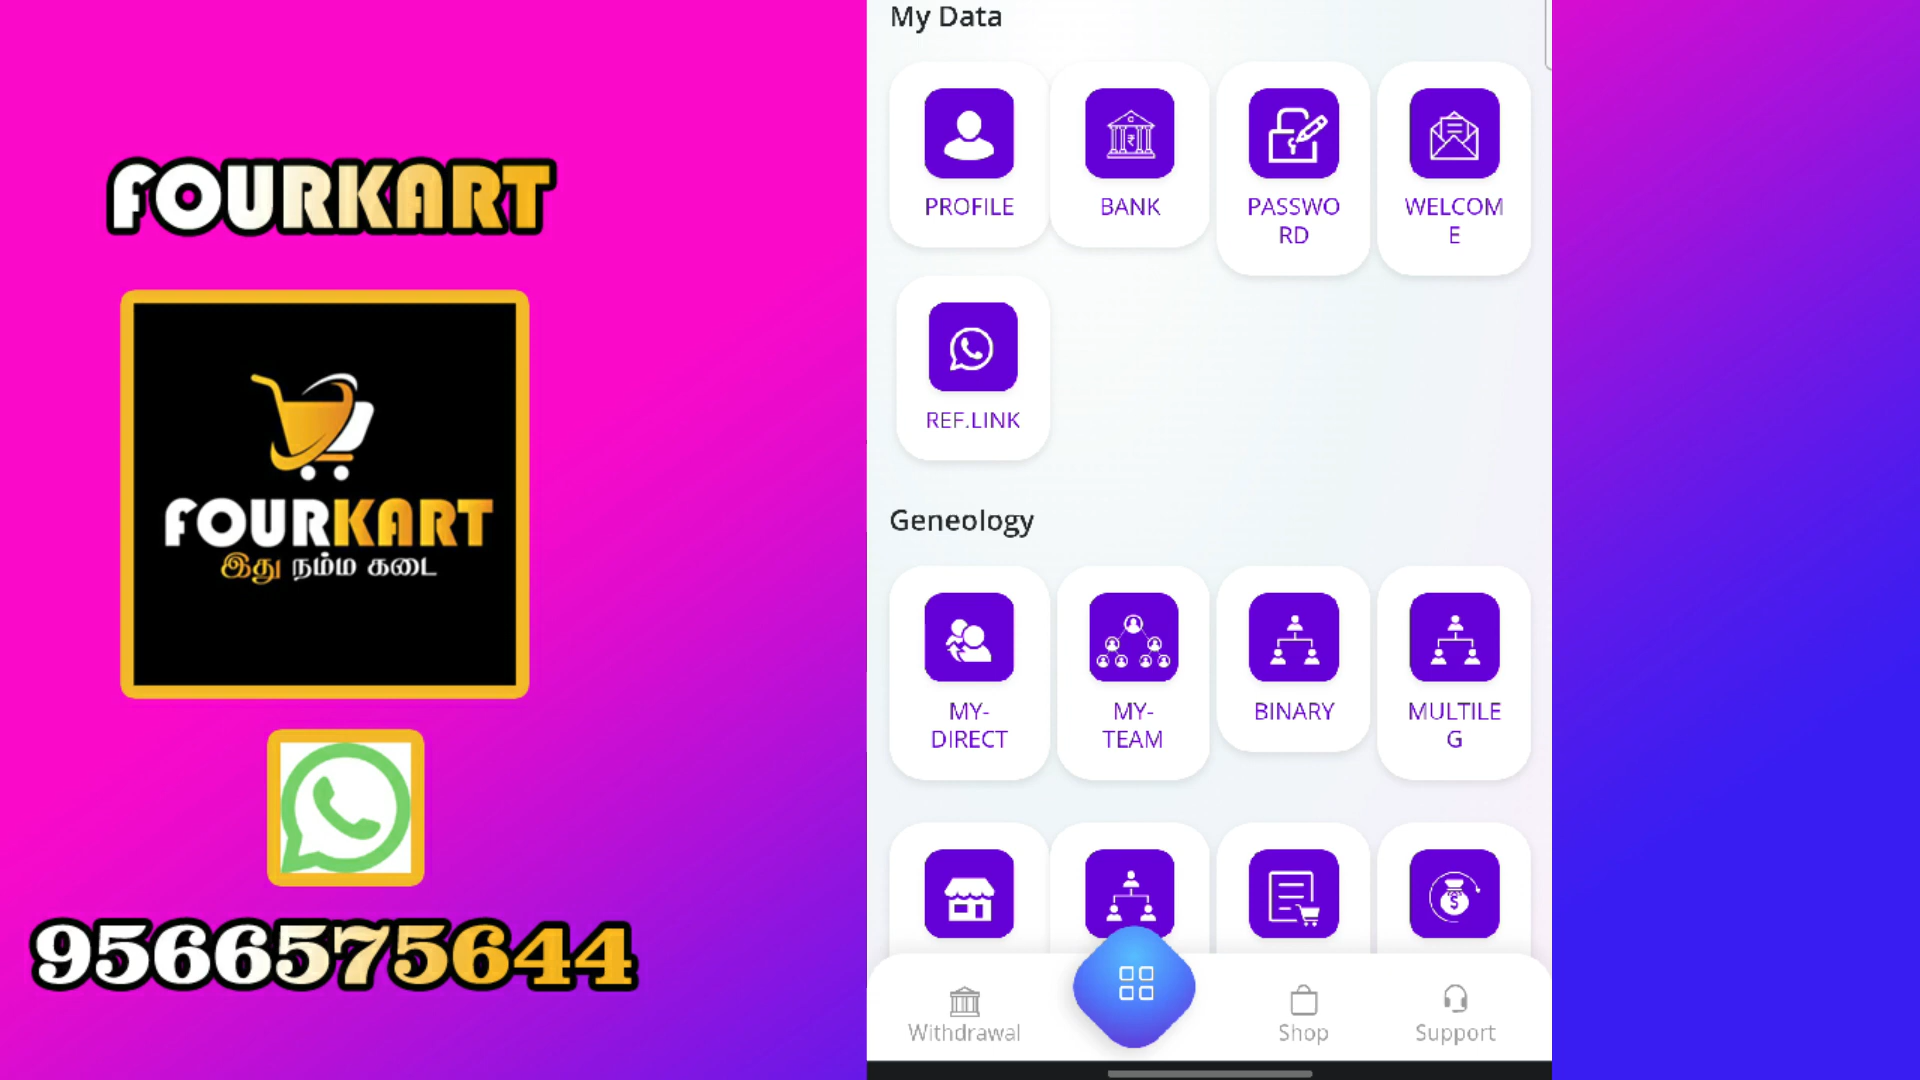 FOURKART
FOURKART
இது நம்ம கடை
9566575644
My Data
PROFILE
BANK
PASSWO
RD
WELCOM
E
REF.LINK
Geneology
MY-
DIRECT
MY-
TEAM
BINARY
MULTILE
G
Withdrawal
Shop
Support